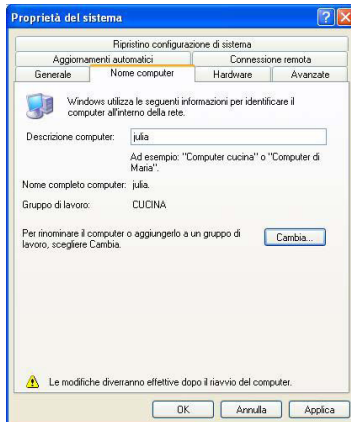 Proprietà del sistema
Ripristino configurazione di sistema
Aggiornamenti automatici Connessione remota
Generale Nome computer Hardware Avanzate
Windows utilizza le seguenti informazioni per identificare il
computer all'interno della rete.
Descrizione computer: julia
Ad esempio: "Computer cucina" o "Computer di
Maria".
Nome completo computer: julia.
Gruppo di lavoro: CUCINA
Per rinominare il computer o aggiungerlo a un gruppo di
lavoro, scegliere Cambia.
Cambia...
Le modifiche diverranno effettive dopo il riavvio del computer.
OK Annulla Applica